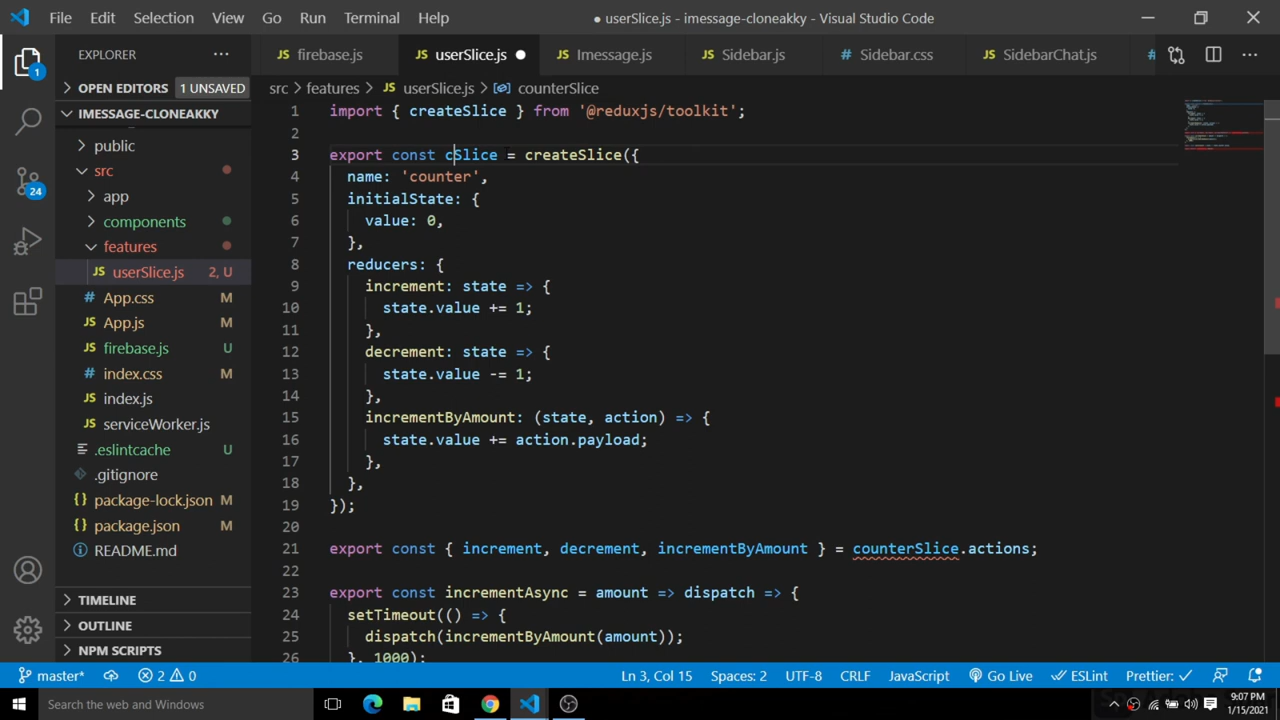 File Edit Selection View Go Run Terminal Help
● userSlice.js - imessage-cloneakky - Visual Studio Code
EXPLORER ...
JS firebase.js
JS userSlice.js ●
JS Imessage.js
JS Sidebar.js
# Sidebar.css
JS SidebarChat.js
#
1
OPEN EDITORS 1 UNSAVED
src > features > JS userSlice.js > counterSlice
IMESSAGE-CLONEAKKY
public
src
app
components
features
JS userSlice.js 2, U
# App.css M
JS App.js M
JS firebase.js U
# index.css M
JS index.js
JS serviceWorker.js
.eslintcache U
.gitignore
{} package-lock.json M
{} package.json M
README.md
TIMELINE
OUTLINE
NPM SCRIPTS
24
1 import { createSlice } from '@reduxjs/toolkit';
2
3 export const cSlice = createSlice({
4 name: 'counter',
5 initialState: {
6 value: 0,
7 },
8 reducers: {
9 increment: state => {
10 state.value += 1;
11 },
12 decrement: state => {
13 state.value -= 1;
14 },
15 incrementByAmount: (state, action) => {
16 state.value += action.payload;
17 },
18 },
19 });
20
21 export const { increment, decrement, incrementByAmount } = counterSlice.actions;
22
23 export const incrementAsync = amount => dispatch => {
24 setTimeout(() => {
25 dispatch(incrementByAmount(amount));
26 }, 1000);
master* 2 0 Ln 3, Col 15 Spaces: 2 UTF-8 CRLF JavaScript Go Live ESLint Prettier:
Search the web and Windows
9:07 PM
1/15/2021